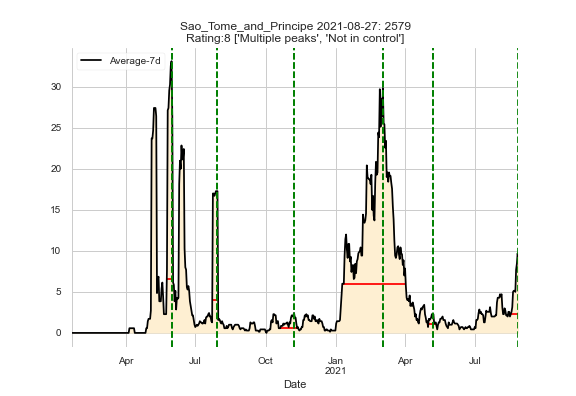 Sao_Tome_and_Principe 2021-08-27: 2579
Rating:8 ['Multiple peaks', 'Not in control']
Average-7d
30
25
20
15
10
5
0
Apr Jul Oct Jan Apr Jul
2021
Date